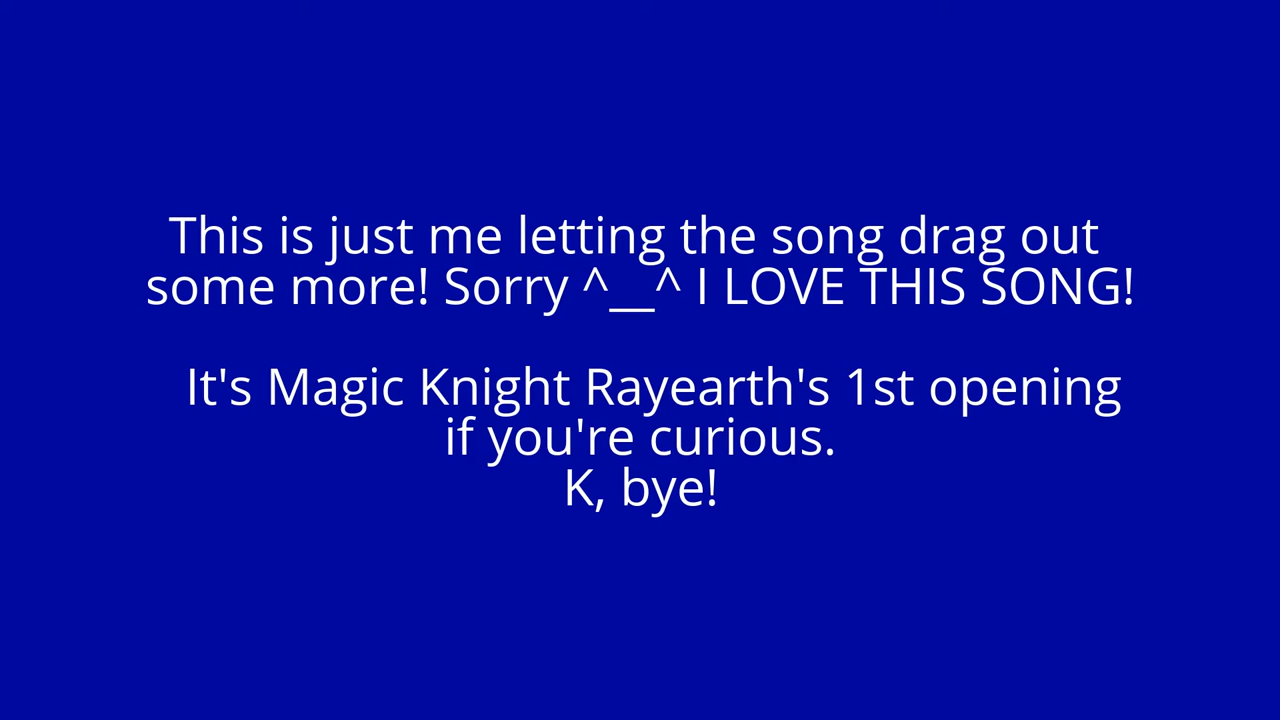 This is just me letting the song drag out
some more! Sorry ^__^ I LOVE THIS SONG!
It's Magic Knight Rayearth's 1st opening
if you're curious.
K, bye!